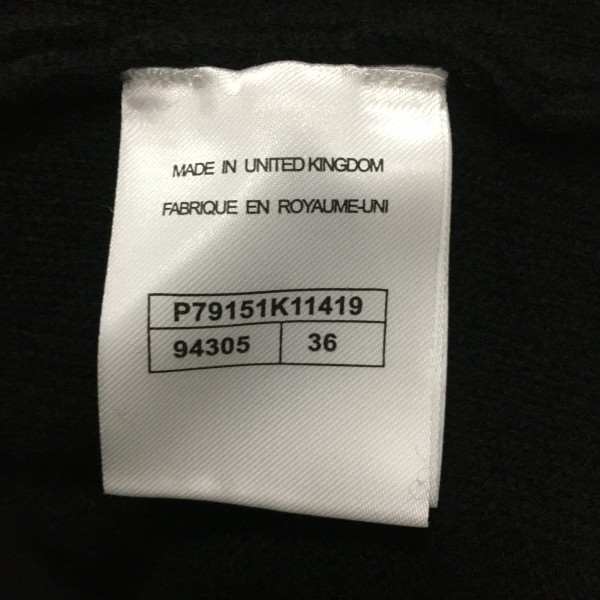 MADE IN UNITED KINGDOM
FABRIQUE EN ROYAUME-UNI
P79151K11419
94305 36